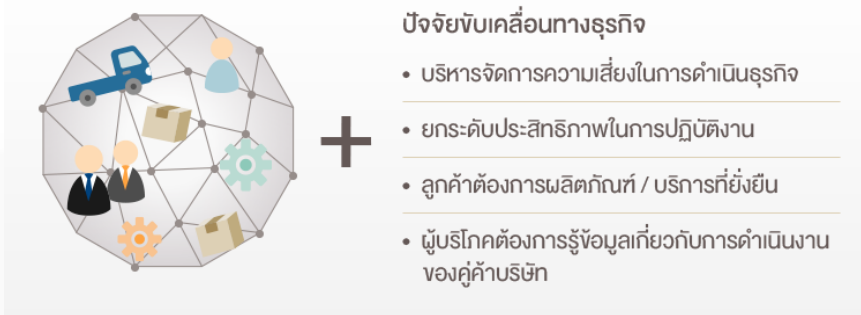 ปัจจัยขับเคลื่อนทางธุรกิจ
• บริหารจัดการความเสี่ยงในการดำเนินธุรกิจ
• ยกระดับประสิทธิภาพในการปฏิบัติงาน
• ลูกค้าต้องการผลิตภัณฑ์ / บริการที่ยั่งยืน
• ผู้บริโภคต้องการรู้ข้อมูลเกี่ยวกับการดำเนินงาน
ของคู่ค้าบริษัท